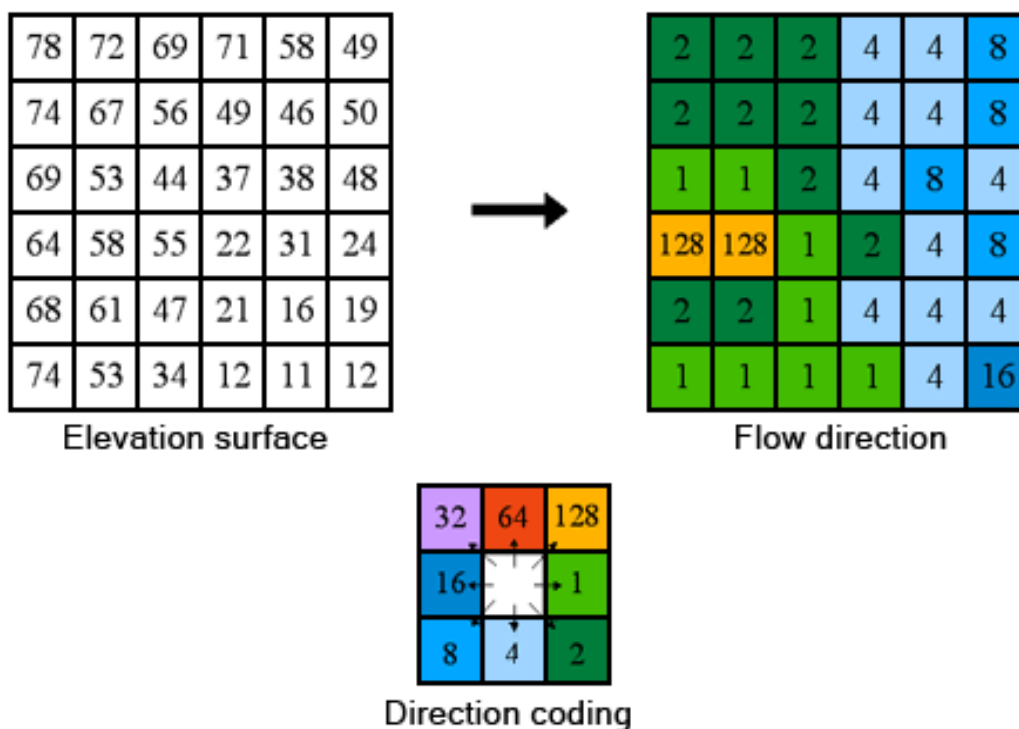 78 72 69 71 58 49 2 2 2 4 4 8
74 67 56 49 46 50 2 2 2 4 4 8
69 53 44 37 38 48 1 1 2 4 8 4
64 58 55 22 31 24 128 128 1 2 4 8
68 61 47 21 16 19 2 2 1 4 4 4
74 53 34 12 11 12 1 1 1 1 4 16
Elevation surface Flow direction
32 64 128
16 1
8 4 2
Direction coding